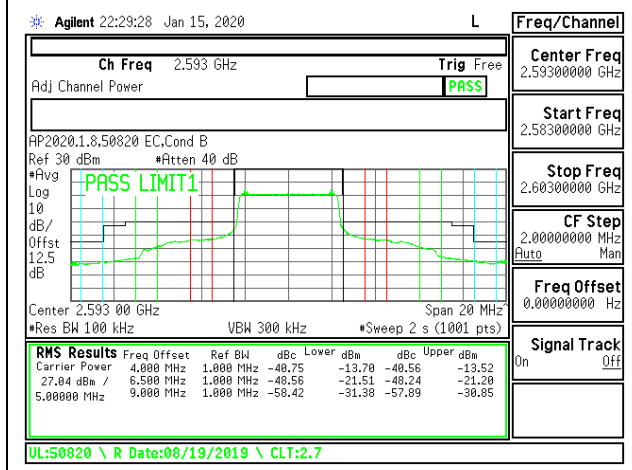 Agilent 22:29:28 Jan 15, 2020 L
Freq/Channel
Ch Freq 2.593 GHz Trig Free
Adj Channel Power PASS
AP2020.1.8,50820 EC,Cond B
Ref 30 dBm #Atten 40 dB
#Avg
Log
10
dB/
Offst
12.5
dB
PASS LIMIT1
Center 2.593 00 GHz Span 20 MHz^
#Res BW 100 kHz VBW 300 kHz #Sweep 2 s (1001 pts)
RMS Results Freq Offset Ref BW dBc Lower dBm dBc Upper dBm
Carrier Power 4.000 MHz 1.000 MHz -40.75 -13.70 -40.56 -13.52
27.04 dBm / 6.500 MHz 1.000 MHz -48.56 -21.51 -48.24 -21.20
5.00000 MHz 9.000 MHz 1.000 MHz -58.42 -31.38 -57.89 -30.85
UL:50820 \ R Date:08/19/2019 \ CLT:2.7
Center Freq
2.59300000 GHz
Start Freq
2.58300000 GHz
Stop Freq
2.60300000 GHz
CF Step
2.00000000 MHz
Auto Man
Freq Offset
0.00000000 Hz
Signal Track
On Off